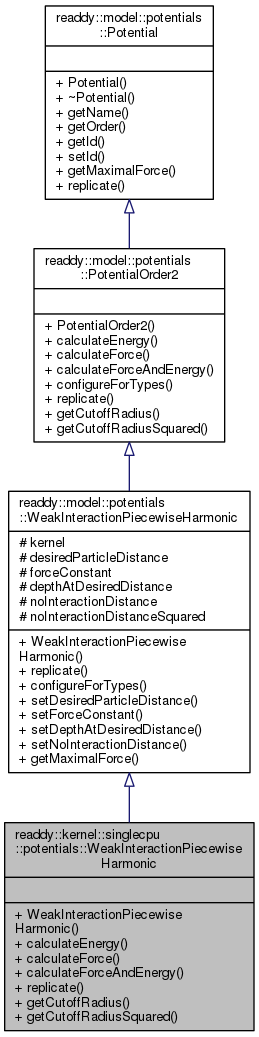 readdy::model::potentials
::Potential
+ Potential()
+ ~Potential()
+ getName()
+ getOrder()
+ getId()
+ setId()
+ getMaximalForce()
+ replicate()
readdy::model::potentials
::PotentialOrder2
+ PotentialOrder2()
+ calculateEnergy()
+ calculateForce()
+ calculateForceAndEnergy()
+ configureForTypes()
+ replicate()
+ getCutoffRadius()
+ getCutoffRadiusSquared()
readdy::model::potentials
::WeakInteractionPiecewiseHarmonic
# kernel
# desiredParticleDistance
# forceConstant
# depthAtDesiredDistance
# noInteractionDistance
# noInteractionDistanceSquared
+ WeakInteractionPiecewise
Harmonic()
+ replicate()
+ configureForTypes()
+ setDesiredParticleDistance()
+ setForceConstant()
+ setDepthAtDesiredDistance()
+ setNoInteractionDistance()
+ getMaximalForce()
readdy::kernel::singlecpu
::potentials::WeakInteractionPiecewise
Harmonic
+ WeakInteractionPiecewise
Harmonic()
+ calculateEnergy()
+ calculateForce()
+ calculateForceAndEnergy()
+ replicate()
+ getCutoffRadius()
+ getCutoffRadiusSquared()